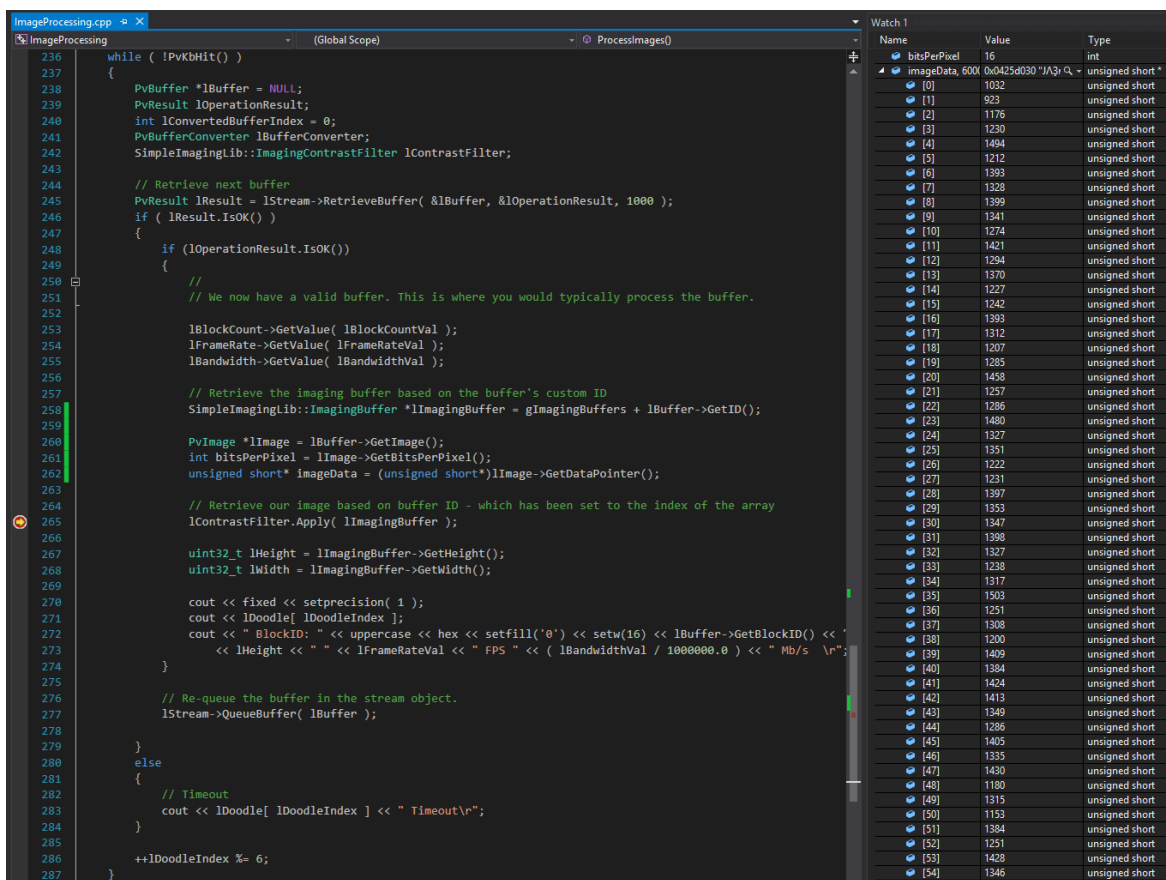 ImageProcessing.cpp
ImageProcessing (Global Scope) ProcessImages()
236 while ( !PvKbHit() )
237 {
238 PvBuffer *lBuffer = NULL;
239 PvResult lOperationResult;
240 int lConvertedBufferIndex = 0;
241 PvBufferConverter lBufferConverter;
242 SimpleImagingLib::ImagingContrastFilter lContrastFilter;
243
244 // Retrieve next buffer
245 PvResult lResult = lStream->RetrieveBuffer( &lBuffer, &lOperationResult, 1000 );
246 if ( lResult.IsOK() )
247 {
248 if (lOperationResult.IsOK())
249 {
250 //
251 // We now have a valid buffer. This is where you would typically process the buffer.
252
253 lBlockCount->GetValue( lBlockCountVal );
254 lFrameRate->GetValue( lFrameRateVal );
255 lBandwidth->GetValue( lBandwidthVal );
256
257 // Retrieve the imaging buffer based on the buffer's custom ID
258 SimpleImagingLib::ImagingBuffer *lImagingBuffer = gImagingBuffers + lBuffer->GetID();
259
260 PvImage *lImage = lBuffer->GetImage();
261 int bitsPerPixel = lImage->GetBitsPerPixel();
262 unsigned short* imageData = (unsigned short*)lImage->GetDataPointer();
263
264 // Retrieve our image based on buffer ID - which has been set to the index of the array
265 lContrastFilter.Apply( lImagingBuffer );
266
267 uint32_t lHeight = lImagingBuffer->GetHeight();
268 uint32_t lWidth = lImagingBuffer->GetWidth();
269
270 cout << fixed << setprecision( 1 );
271 cout << lDoodle[ lDoodleIndex ];
272 cout << " BlockID: " << uppercase << hex << setfill('0') << setw(16) << lBuffer->GetBlockID() << "
273 << lHeight << " " << lFrameRateVal << " FPS " << ( lBandwidthVal / 1000000.0 ) << " Mb/s  \r";
274 }
275
276 // Re-queue the buffer in the stream object.
277 lStream->QueueBuffer( lBuffer );
278
279 }
280 else
281 {
282 // Timeout
283 cout << lDoodle[ lDoodleIndex ] << " Timeout\r";
284 }
285
286 ++lDoodleIndex %= 6;
287 }
Watch 1
Name Value Type
bitsPerPixel 16 int
imageData, 600 0x0425d030 unsigned short *
[0] 1032 unsigned short
[1] 923 unsigned short
[2] 1176 unsigned short
[3] 1230 unsigned short
[4] 1494 unsigned short
[5] 1212 unsigned short
[6] 1393 unsigned short
[7] 1328 unsigned short
[8] 1399 unsigned short
[9] 1341 unsigned short
[10] 1274 unsigned short
[11] 1421 unsigned short
[12] 1294 unsigned short
[13] 1370 unsigned short
[14] 1227 unsigned short
[15] 1242 unsigned short
[16] 1393 unsigned short
[17] 1312 unsigned short
[18] 1207 unsigned short
[19] 1285 unsigned short
[20] 1458 unsigned short
[21] 1257 unsigned short
[22] 1286 unsigned short
[23] 1480 unsigned short
[24] 1327 unsigned short
[25] 1351 unsigned short
[26] 1222 unsigned short
[27] 1231 unsigned short
[28] 1397 unsigned short
[29] 1353 unsigned short
[30] 1347 unsigned short
[31] 1398 unsigned short
[32] 1327 unsigned short
[33] 1238 unsigned short
[34] 1317 unsigned short
[35] 1503 unsigned short
[36] 1251 unsigned short
[37] 1308 unsigned short
[38] 1200 unsigned short
[39] 1409 unsigned short
[40] 1384 unsigned short
[41] 1424 unsigned short
[42] 1413 unsigned short
[43] 1349 unsigned short
[44] 1286 unsigned short
[45] 1405 unsigned short
[46] 1335 unsigned short
[47] 1430 unsigned short
[48] 1180 unsigned short
[49] 1315 unsigned short
[50] 1153 unsigned short
[51] 1384 unsigned short
[52] 1251 unsigned short
[53] 1428 unsigned short
[54] 1346 unsigned short